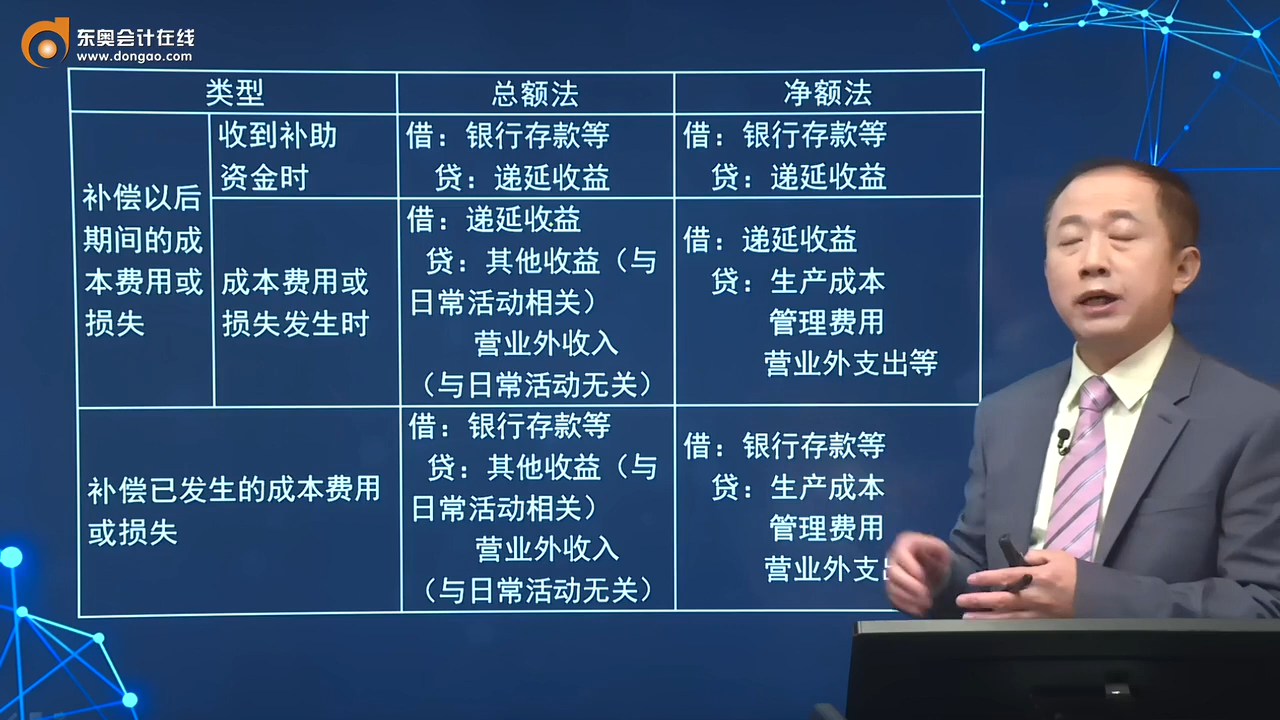 东奥会计在线
www.dongao.com
类型
总额法
净额法
补偿以后
期间的成
本费用或
损失
收到补助
资金时
借：银行存款等
贷：递延收益
借：银行存款等
贷：递延收益
成本费用或
损失发生时
借：递延收益
贷：其他收益（与
日常活动相关）
营业外收入
（与日常活动无关）
借：递延收益
贷：生产成本
管理费用
营业外支出等
补偿已发生的成本费用
或损失
借：银行存款等
贷：其他收益（与
日常活动相关）
营业外收入
（与日常活动无关）
借：银行存款等
贷：生产成本
管理费用
营业外支